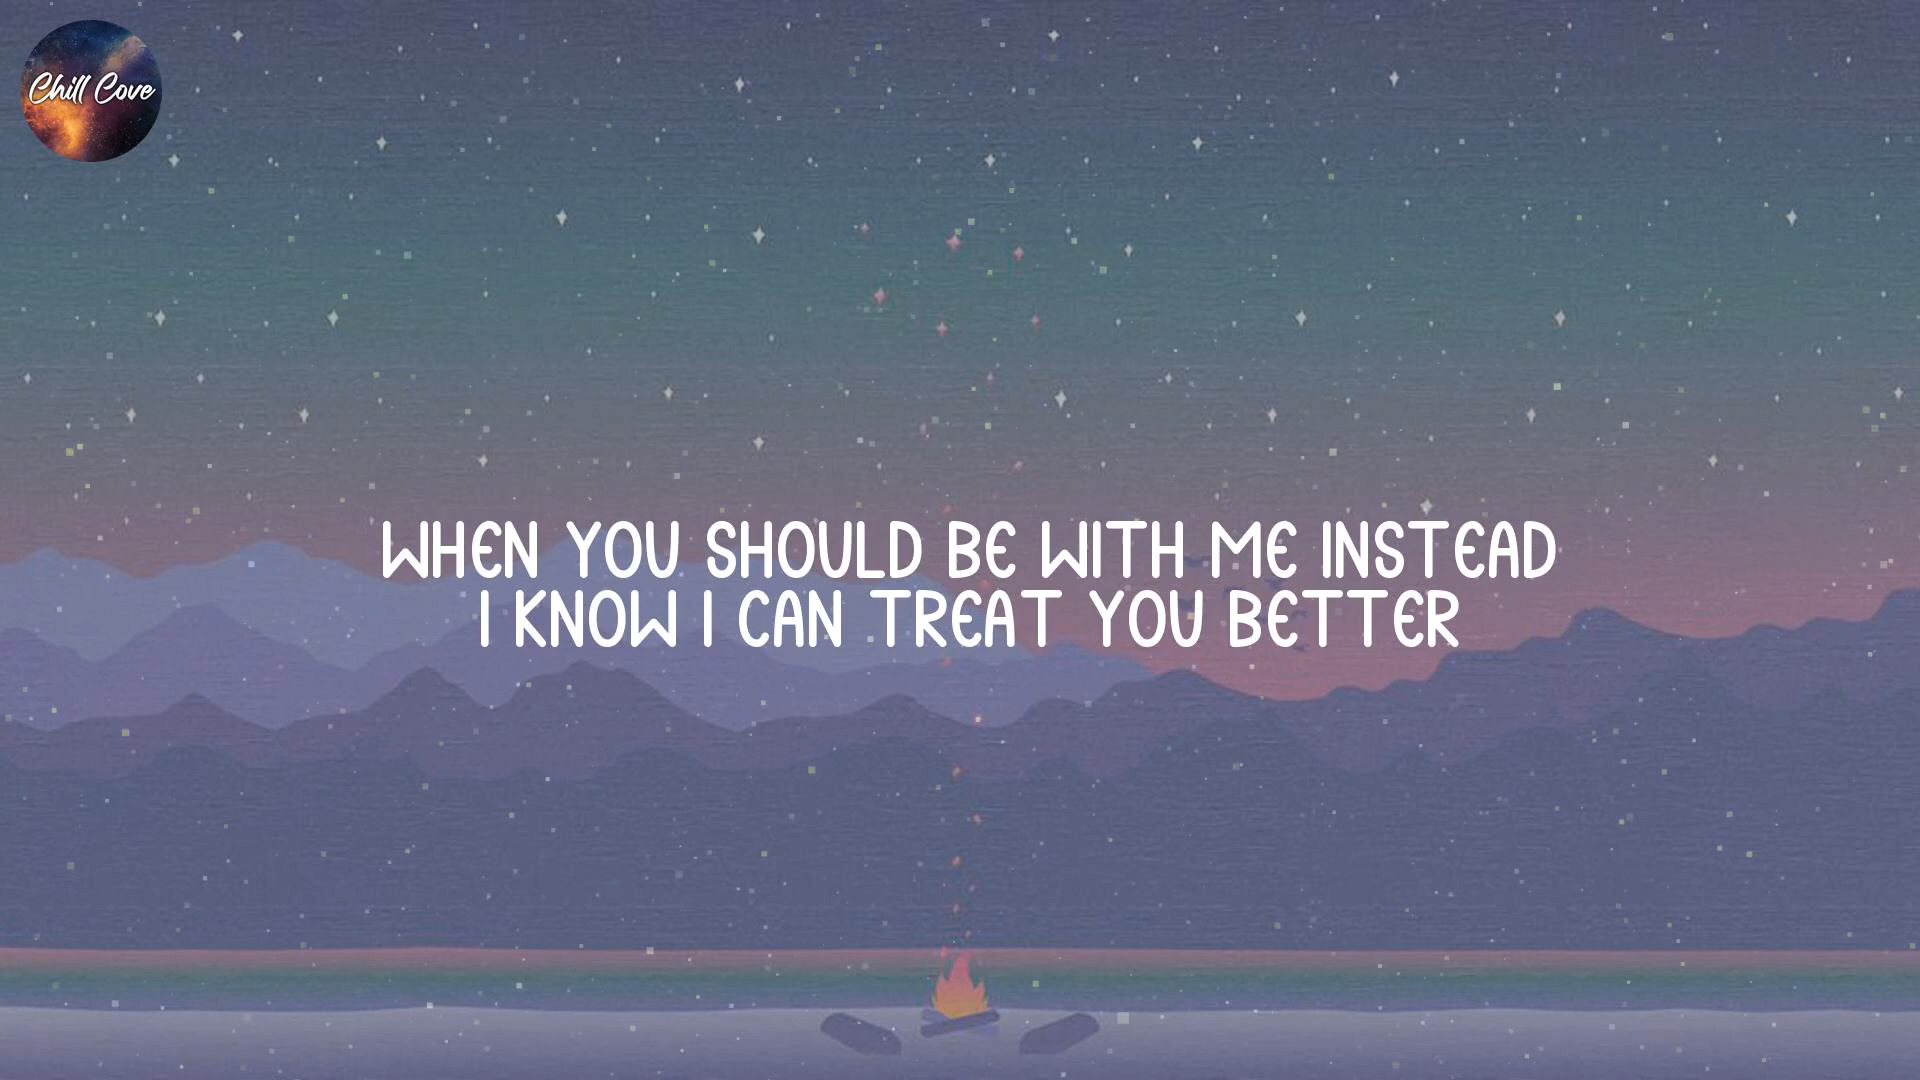 Chill Cove
WHEN YOU SHOULD BE WITH ME INSTEAD
I KNOW I CAN TREAT YOU BETTER